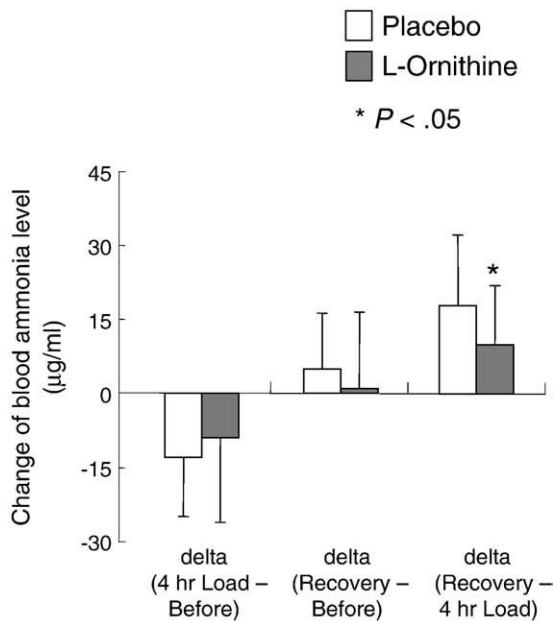 Placebo
L-Ornithine
* P < .05
Change of blood ammonia level
(μg/ml)
45
30
15
0
-15
-30
*
delta
(4 hr Load –
Before)
delta
(Recovery –
Before)
delta
(Recovery–
4 hr Load)